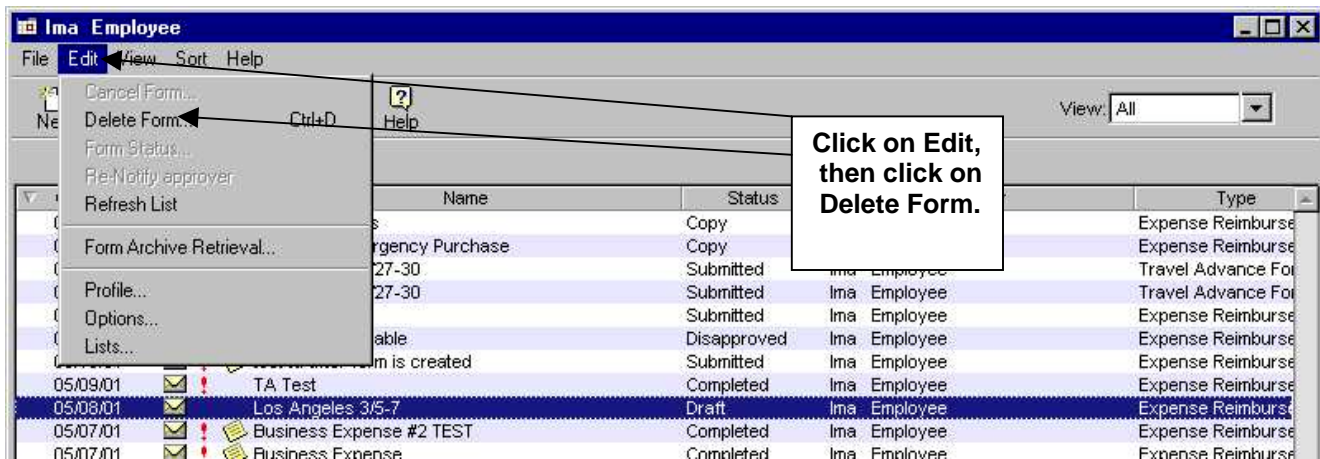 Ima Employee
File Edit View Sort Help
Cancel Form...
Delete Form... Ctrl+D
Form Status...
Re-Notify approver
Refresh List
Form Archive Retrieval...
Profile...
Options...
Lists...
Ne Help
View: All
Click on Edit,
then click on
Delete Form.
Name Status Type
Copy Expense Reimburse
rgency Purchase Copy Expense Reimburse
27-30 Submitted Ima Employee Travel Advance For
27-30 Submitted Ima Employee Travel Advance For
Submitted Ima Employee Expense Reimburse
able Disapproved Ima Employee Expense Reimburse
is created Submitted Ima Employee Expense Reimburse
05/09/01 TA Test Completed Ima Employee Expense Reimburse
05/08/01 Los Angeles 3/5-7 Draft Ima Employee Expense Reimburse
05/07/01 Business Expense #2 TEST Completed Ima Employee Expense Reimburse
05/07/01 Business Expense Completed Ima Employee Expense Reimburse